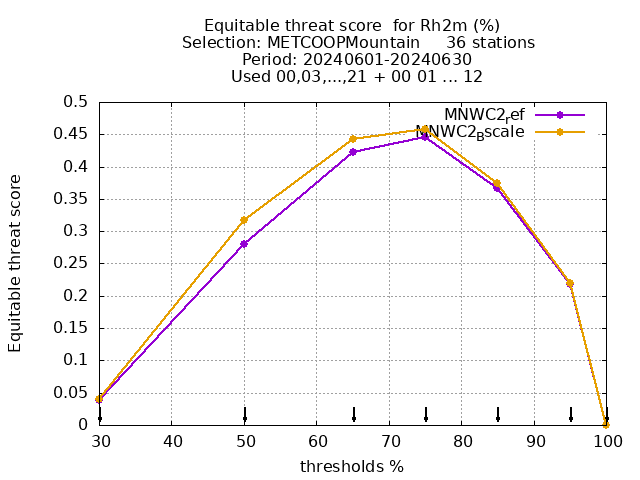 Equitable threat score  for Rh2m (%)
Selection: METCOOPMountain     36 stations
Period: 20240601-20240630
Used 00,03,...,21 + 00 01 ... 12
MNWC2ref
MNWC2Bscale
0.5
0.45
0.4
0.35
0.3
0.25
0.2
0.15
0.1
0.05
0
Equitable threat score
30 40 50 60 70 80 90 100
thresholds %